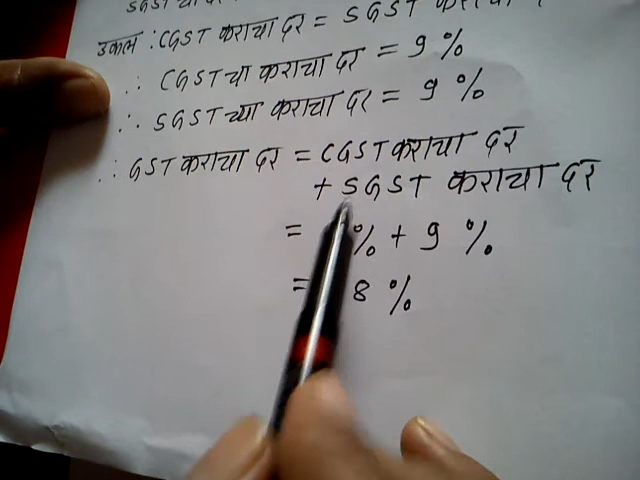 SGST
उकल : CGST कराचा दर = SGST कराचा
∴ CGST चा कराचा दर = 9 %
∴ SGST च्या कराचा दर = 9 %
∴ GST कराचा दर = CGST कराचा दर
+ SGST कराचा दर
= % + 9 %
= 8 %